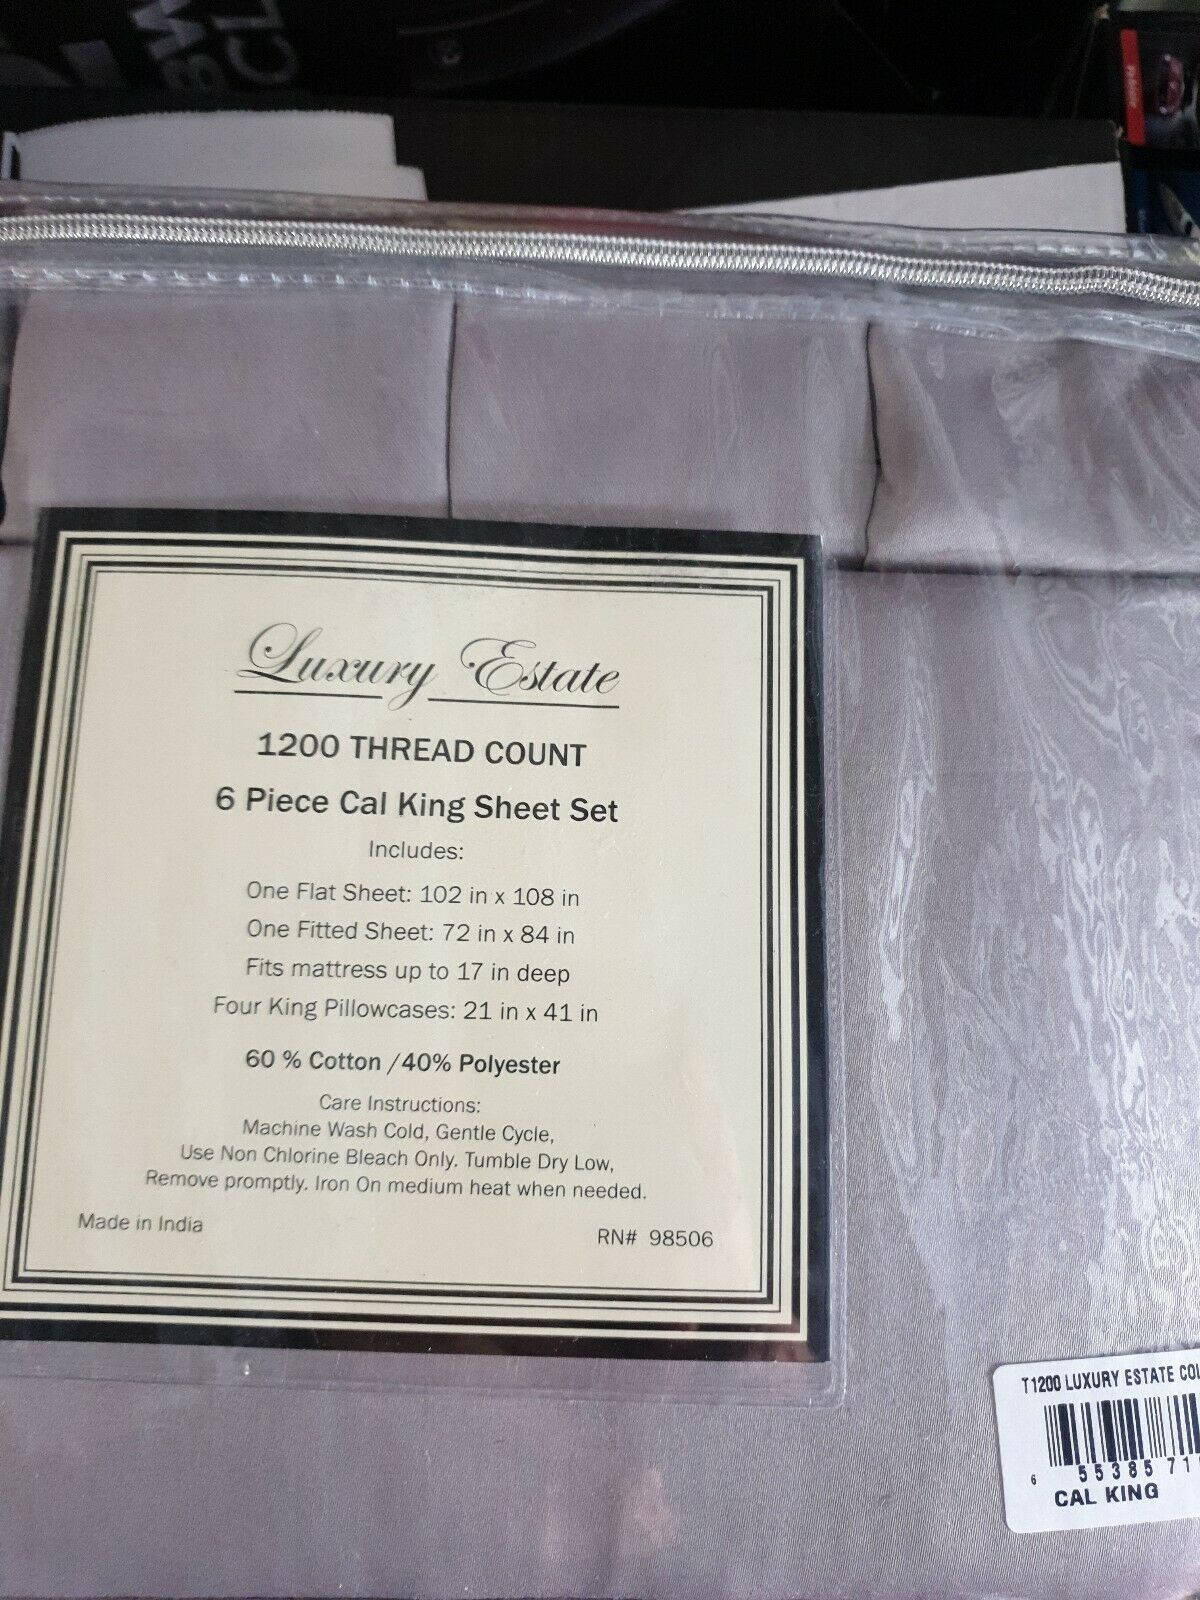 Luxury Estate
1200 THREAD COUNT
6 Piece Cal King Sheet Set
Includes:
One Flat Sheet: 102 in x 108 in
One Fitted Sheet: 72 in x 84 in
Fits mattress up to 17 in deep
Four King Pillowcases: 21 in x 41 in
60 % Cotton /40% Polyester
Care Instructions:
Machine Wash Cold, Gentle Cycle,
Use Non Chlorine Bleach Only. Tumble Dry Low,
Remove promptly. Iron On medium heat when needed.
Made in India
RN# 98506
T1200 LUXURY ESTATE COL
6 55385 71
CAL KING